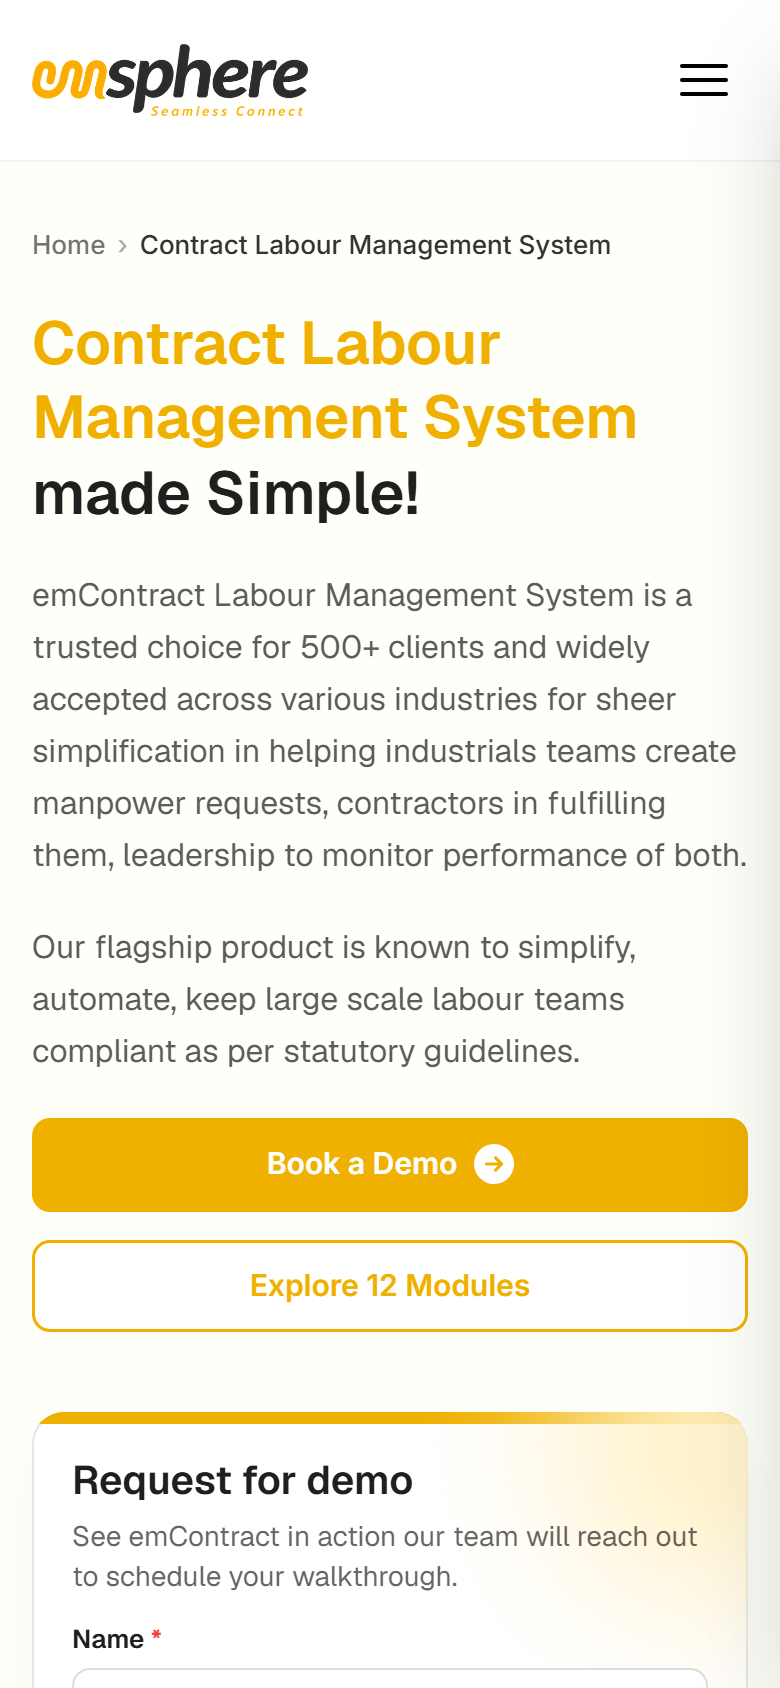 emsphere
Seamless Connect
Home › Contract Labour Management System
Contract Labour
Management System
made Simple!
emContract Labour Management System is a
trusted choice for 500+ clients and widely
accepted across various industries for sheer
simplification in helping industrials teams create
manpower requests, contractors in fulfilling
them, leadership to monitor performance of both.
Our flagship product is known to simplify,
automate, keep large scale labour teams
compliant as per statutory guidelines.
Book a Demo
Explore 12 Modules
Request for demo
See emContract in action our team will reach out
to schedule your walkthrough.
Name *